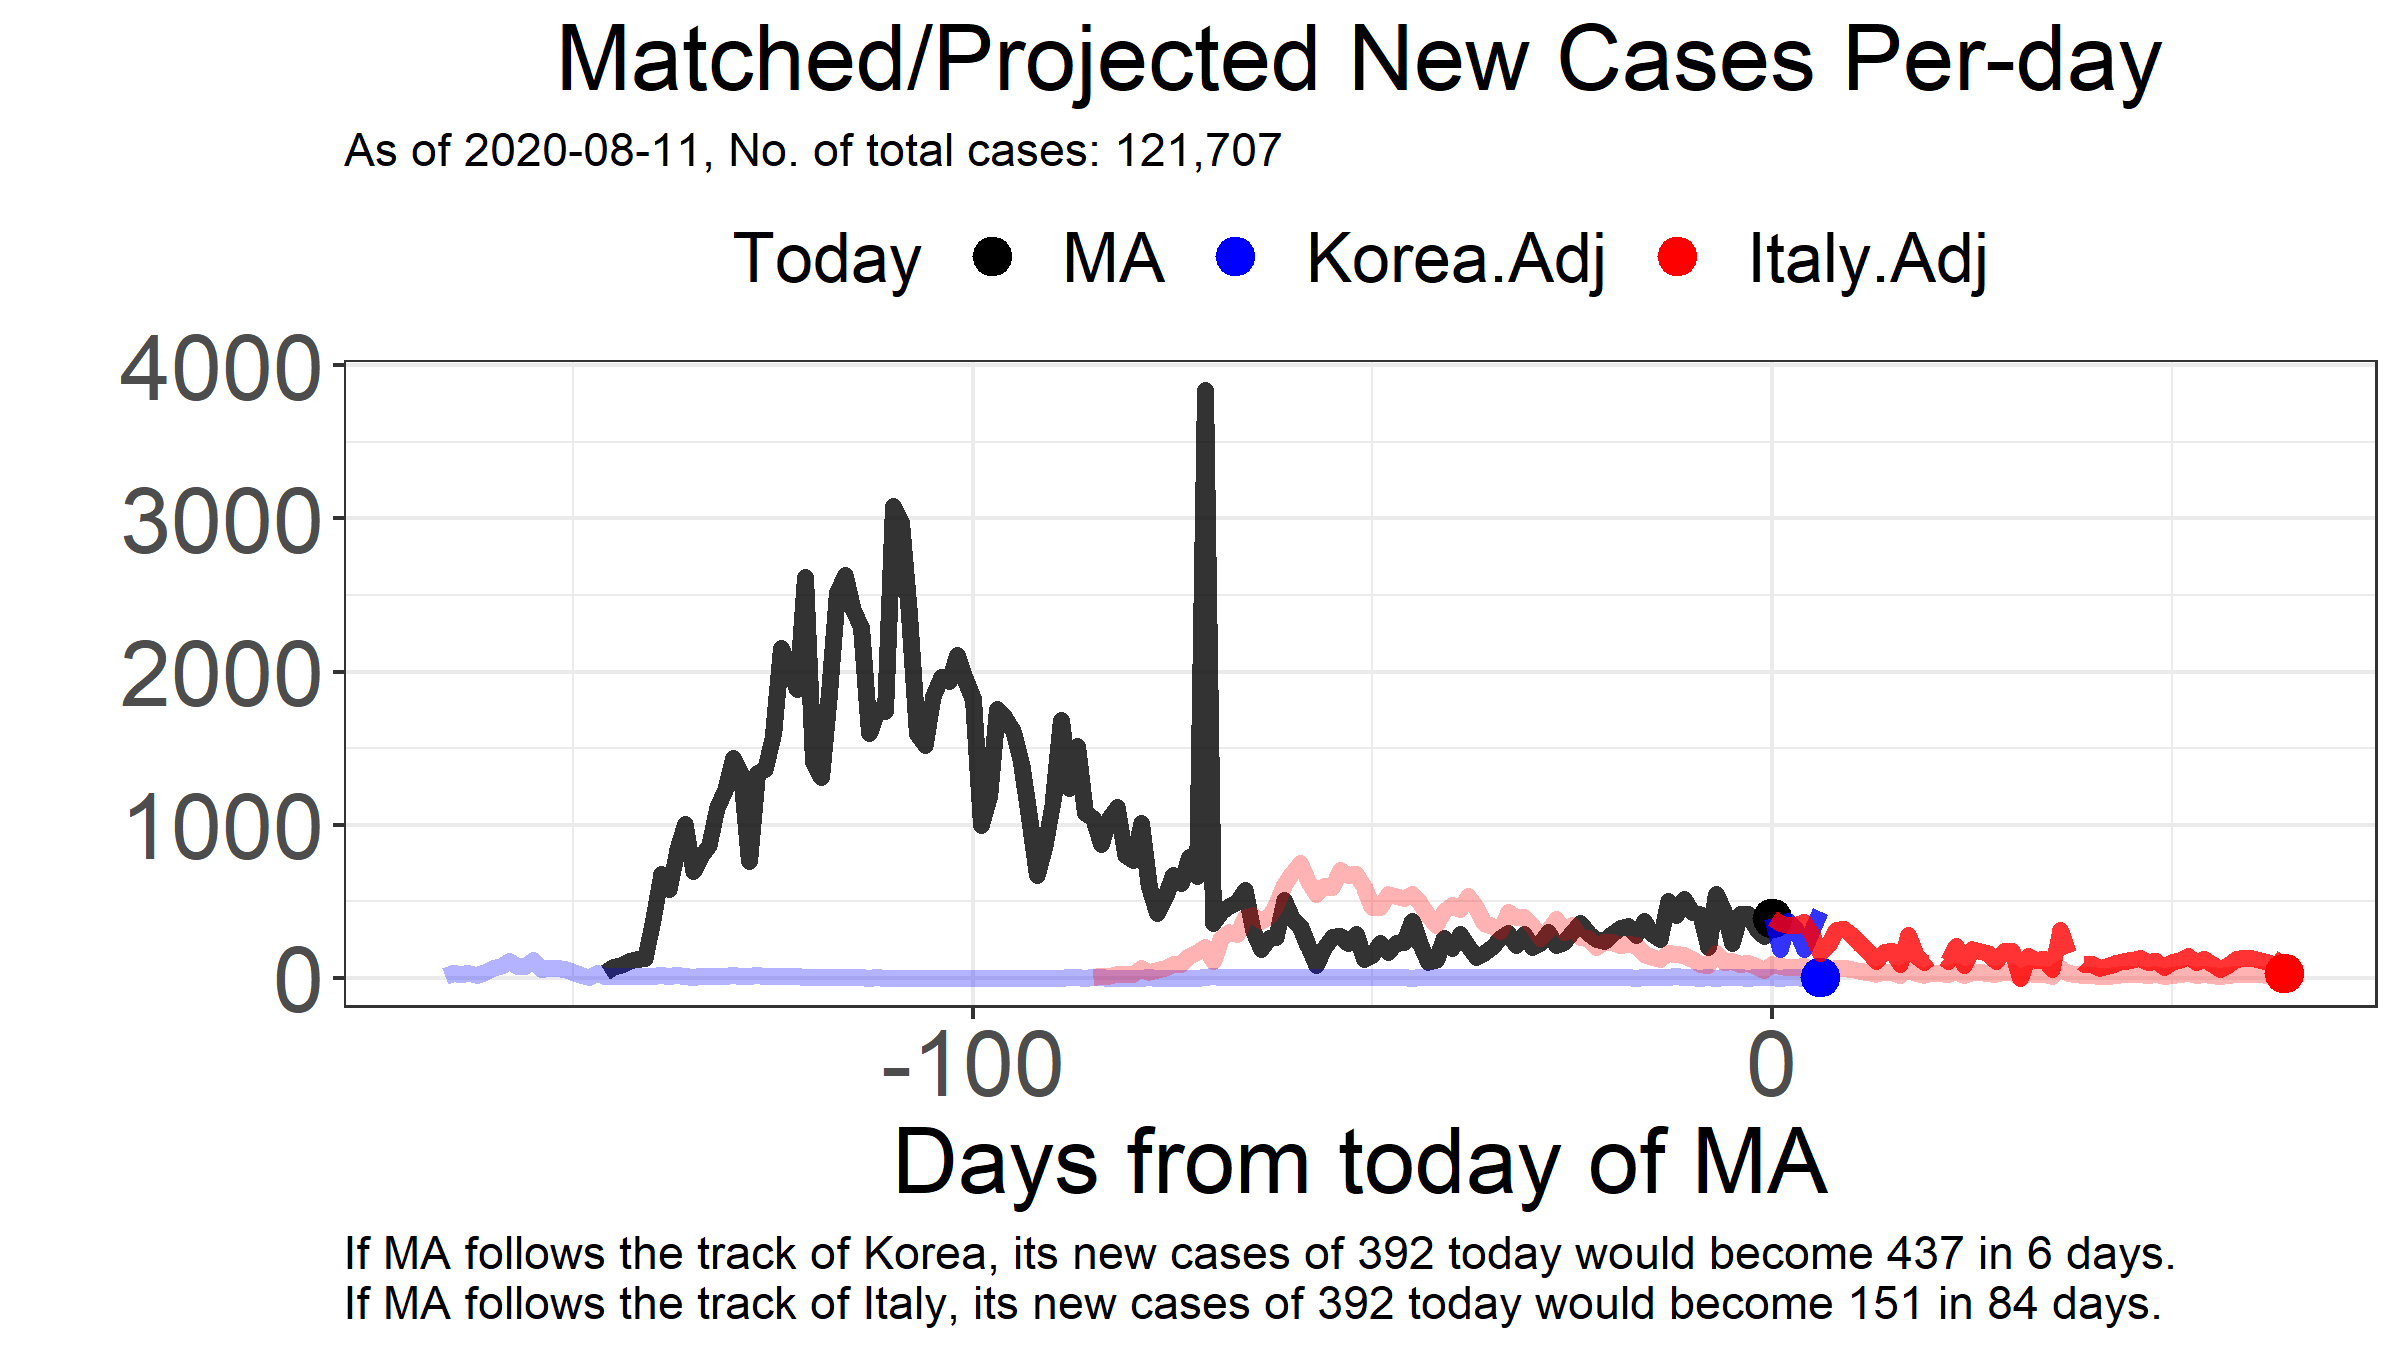 Matched/Projected New Cases Per-day
As of 2020-08-11, No. of total cases: 121,707
Today MA Korea.Adj Italy.Adj
4000
3000
2000
1000
0
-100 0
Days from today of MA
If MA follows the track of Korea, its new cases of 392 today would become 437 in 6 days.
If MA follows the track of Italy, its new cases of 392 today would become 151 in 84 days.